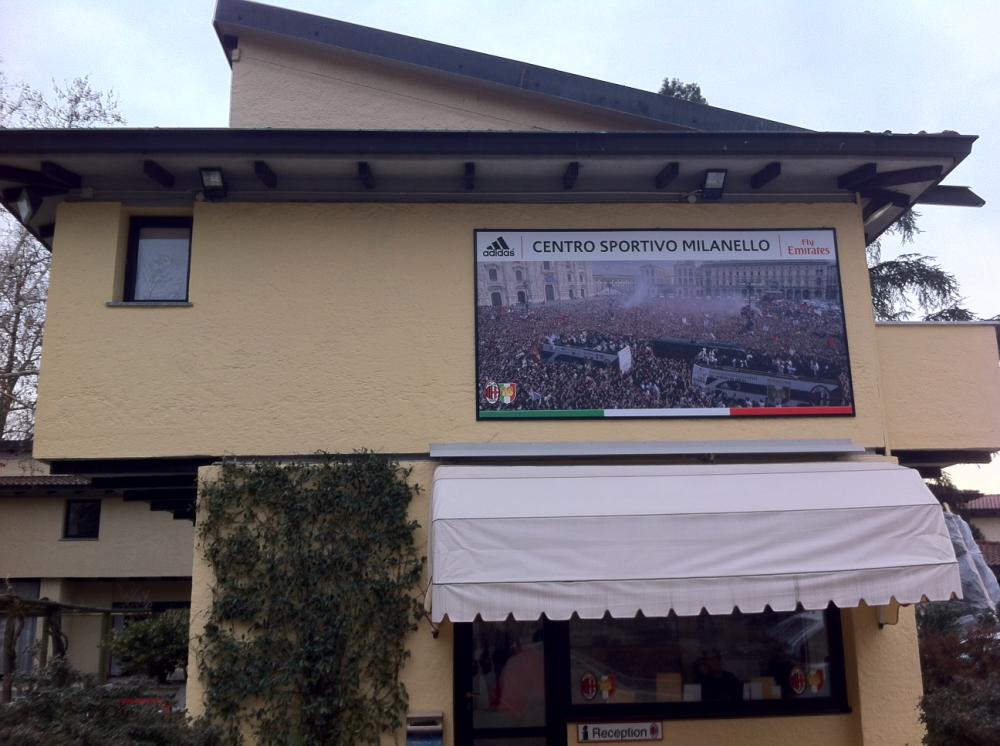 adidas
CENTRO SPORTIVO MILANELLO
Fly
Emirates
i Reception